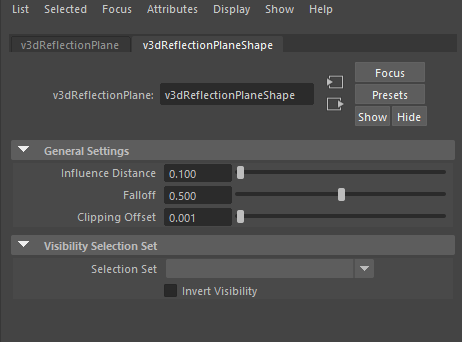 List Selected Focus Attributes Display Show Help
v3dReflectionPlane v3dReflectionPlaneShape
Focus
v3dReflectionPlane: v3dReflectionPlaneShape Presets
Show Hide
General Settings
Influence Distance 0.100
Falloff 0.500
Clipping Offset 0.001
Visibility Selection Set
Selection Set
Invert Visibility